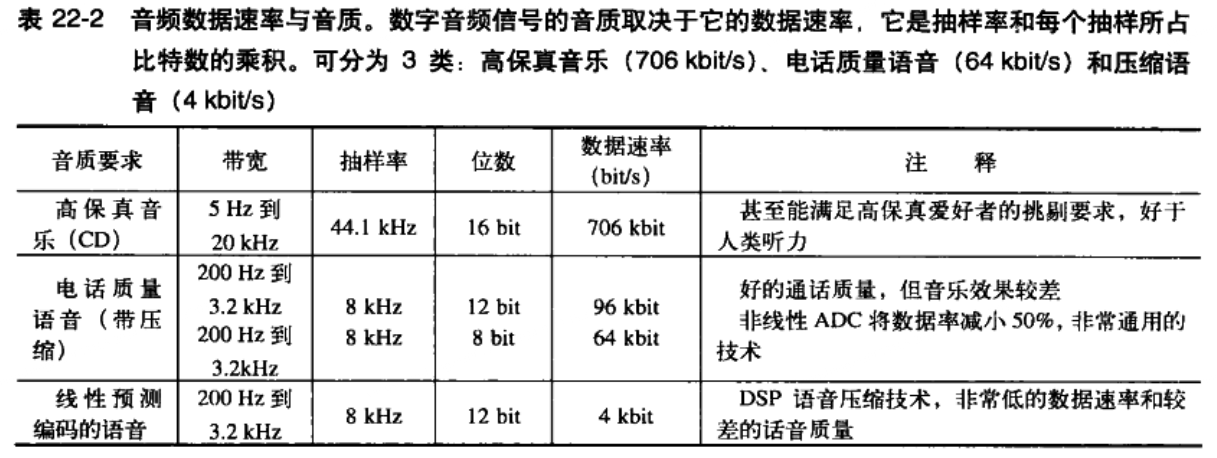 表 22-2 音频数据速率与音质。数字音频信号的音质取决于它的数据速率，它是抽样率和每个抽样所占
比特数的乘积。可分为 3 类：高保真音乐（706 kbit/s）、电话质量语音（64 kbit/s）和压缩语
音（4 kbit/s）
音质要求 带宽 抽样率 位数 数据速率 注 释
(bit/s)
高保真音 5 Hz 到 44.1 kHz 16 bit 706 kbit 甚至能满足高保真爱好者的挑剔要求，好于
乐（CD） 20 kHz 人类听力
200 Hz 到
电话质量 3.2 kHz 8 kHz 12 bit 96 kbit 好的通话质量，但音乐效果较差
语音（带压 200 Hz 到 8 kHz 8 bit 64 kbit 非线性 ADC 将数据率减小 50%，非常通用的
缩） 3.2kHz 技术
线性预测 200 Hz 到 8 kHz 12 bit 4 kbit DSP 语音压缩技术，非常低的数据速率和较
编码的语音 3.2 kHz 差的话音质量